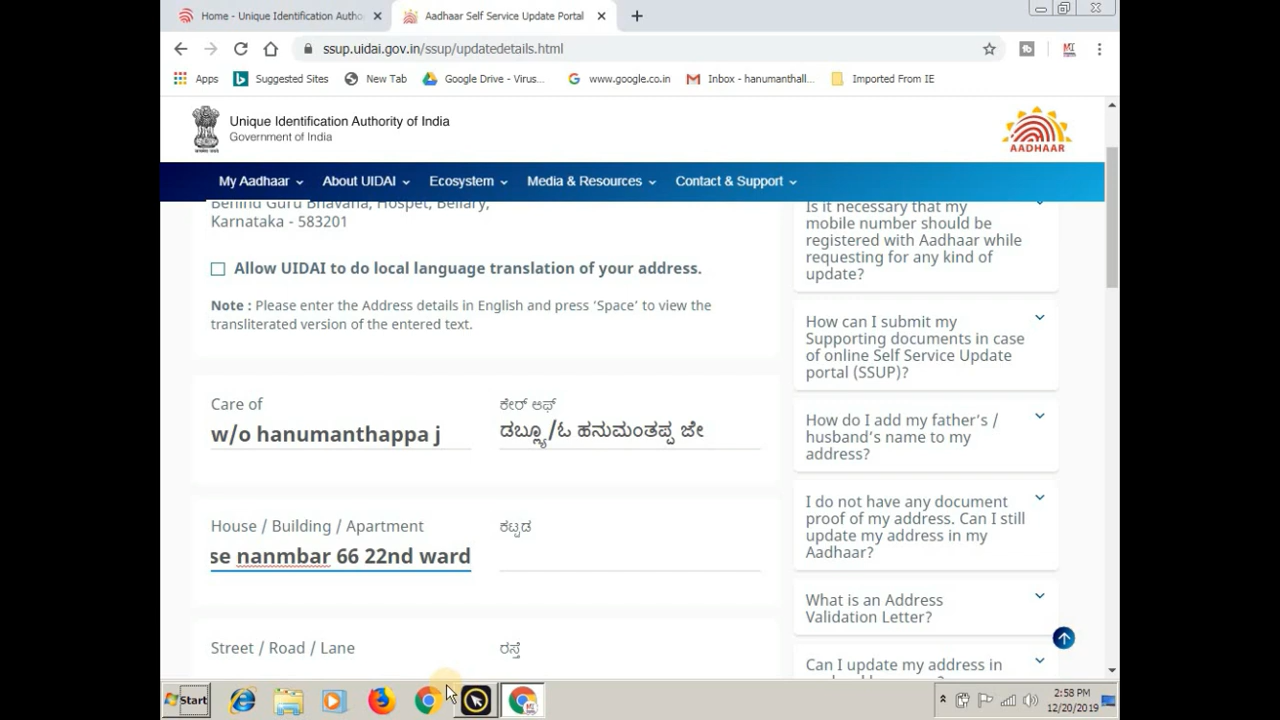 Home - Unique Identification Autho
Aadhaar Self Service Update Portal
ssup.uidai.gov.in/ssup/updatedetails.html
Apps
Suggested Sites
New Tab
Google Drive - Virus...
www.google.co.in
Inbox - hanumanthall...
Imported From IE
Unique Identification Authority of India
Government of India
AADHAAR
My Aadhaar
About UIDAI
Ecosystem
Media & Resources
Contact & Support
Behind Guru Bhavana, Hospet, Bellary,
Karnataka - 583201
Allow UIDAI to do local language translation of your address.
Note : Please enter the Address details in English and press ‘Space’ to view the
transliterated version of the entered text.
Care of
ಕೇರ್ ಆಫ್
w/o hanumanthappa j
ಡಬ್ಲ್ಯೂ/ಓ ಹನುಮಂತಪ್ಪ ಜೇ
House / Building / Apartment
ಕಟ್ಟಡ
se nanmbar 66 22nd ward
Street / Road / Lane
ರಸ್ತೆ
Is it necessary that my
mobile number should be
registered with Aadhaar while
requesting for any kind of
update?
How can I submit my
Supporting documents in case
of online Self Service Update
portal (SSUP)?
How do I add my father’s /
husband’s name to my
address?
I do not have any document
proof of my address. Can I still
update my address in my
Aadhaar?
What is an Address
Validation Letter?
Can I update my address in
Start
2:58 PM
12/20/2019